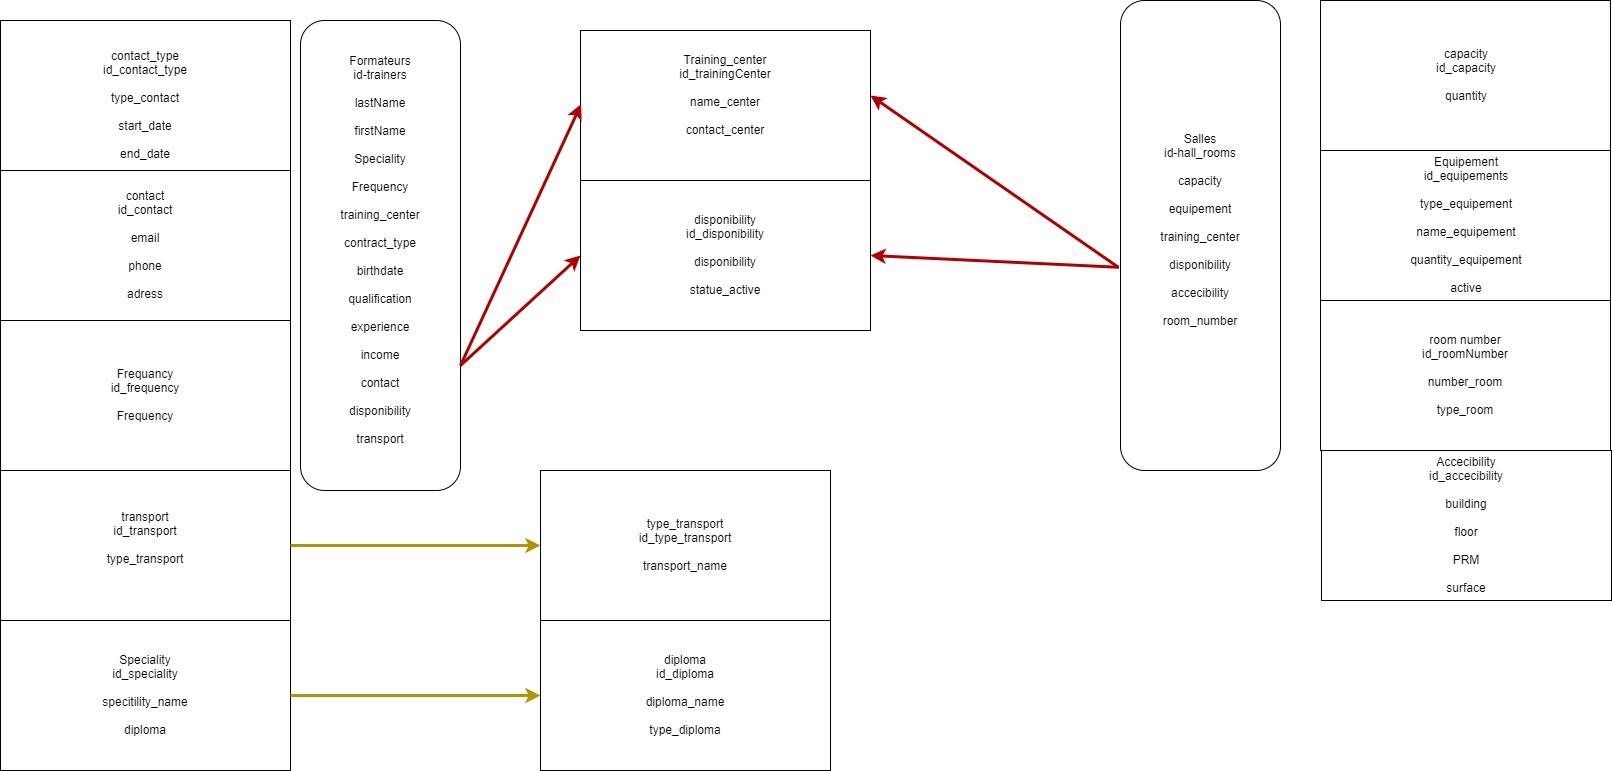 contact_type
id_contact_type
type_contact
start_date
end_date
contact
id_contact
email
phone
adress
Frequancy
id_frequency
Frequency
transport
id_transport
type_transport
Speciality
id_speciality
specitility_name
diploma
Formateurs
id-trainers
lastName
firstName
Speciality
Frequency
training_center
contract_type
birthdate
qualification
experience
income
contact
disponibility
transport
Training_center
id_trainingCenter
name_center
contact_center
disponibility
id_disponibility
disponibility
statue_active
type_transport
id_type_transport
transport_name
diploma
id_diploma
diploma_name
type_diploma
Salles
id-hall_rooms
capacity
equipement
training_center
disponibility
accecibility
room_number
capacity
id_capacity
quantity
Equipement
id_equipements
type_equipement
name_equipement
quantity_equipement
active
room number
id_roomNumber
number_room
type_room
Accecibility
id_accecibility
building
floor
PRM
surface